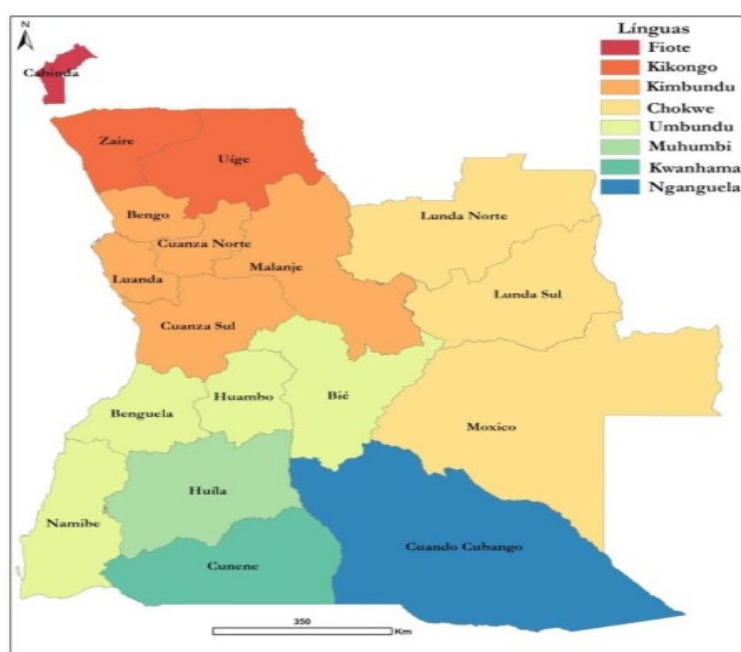 N
Línguas
Fiote
Kikongo
Kimbundu
Chokwe
Umbundu
Muhumbi
Kwanhama
Nganguela
Cabinda
Zaire
Uíge
Bengo
Cuanza Norte
Luanda
Malanje
Lunda Norte
Lunda Sul
Cuanza Sul
Benguela
Huambo
Bié
Moxico
Namibe
Huíla
Cunene
Cuando Cubango
350
Km